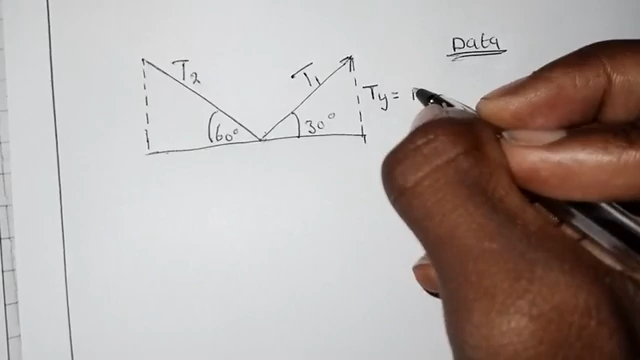 Data
T₂
T₁
60°
30°
Ty =